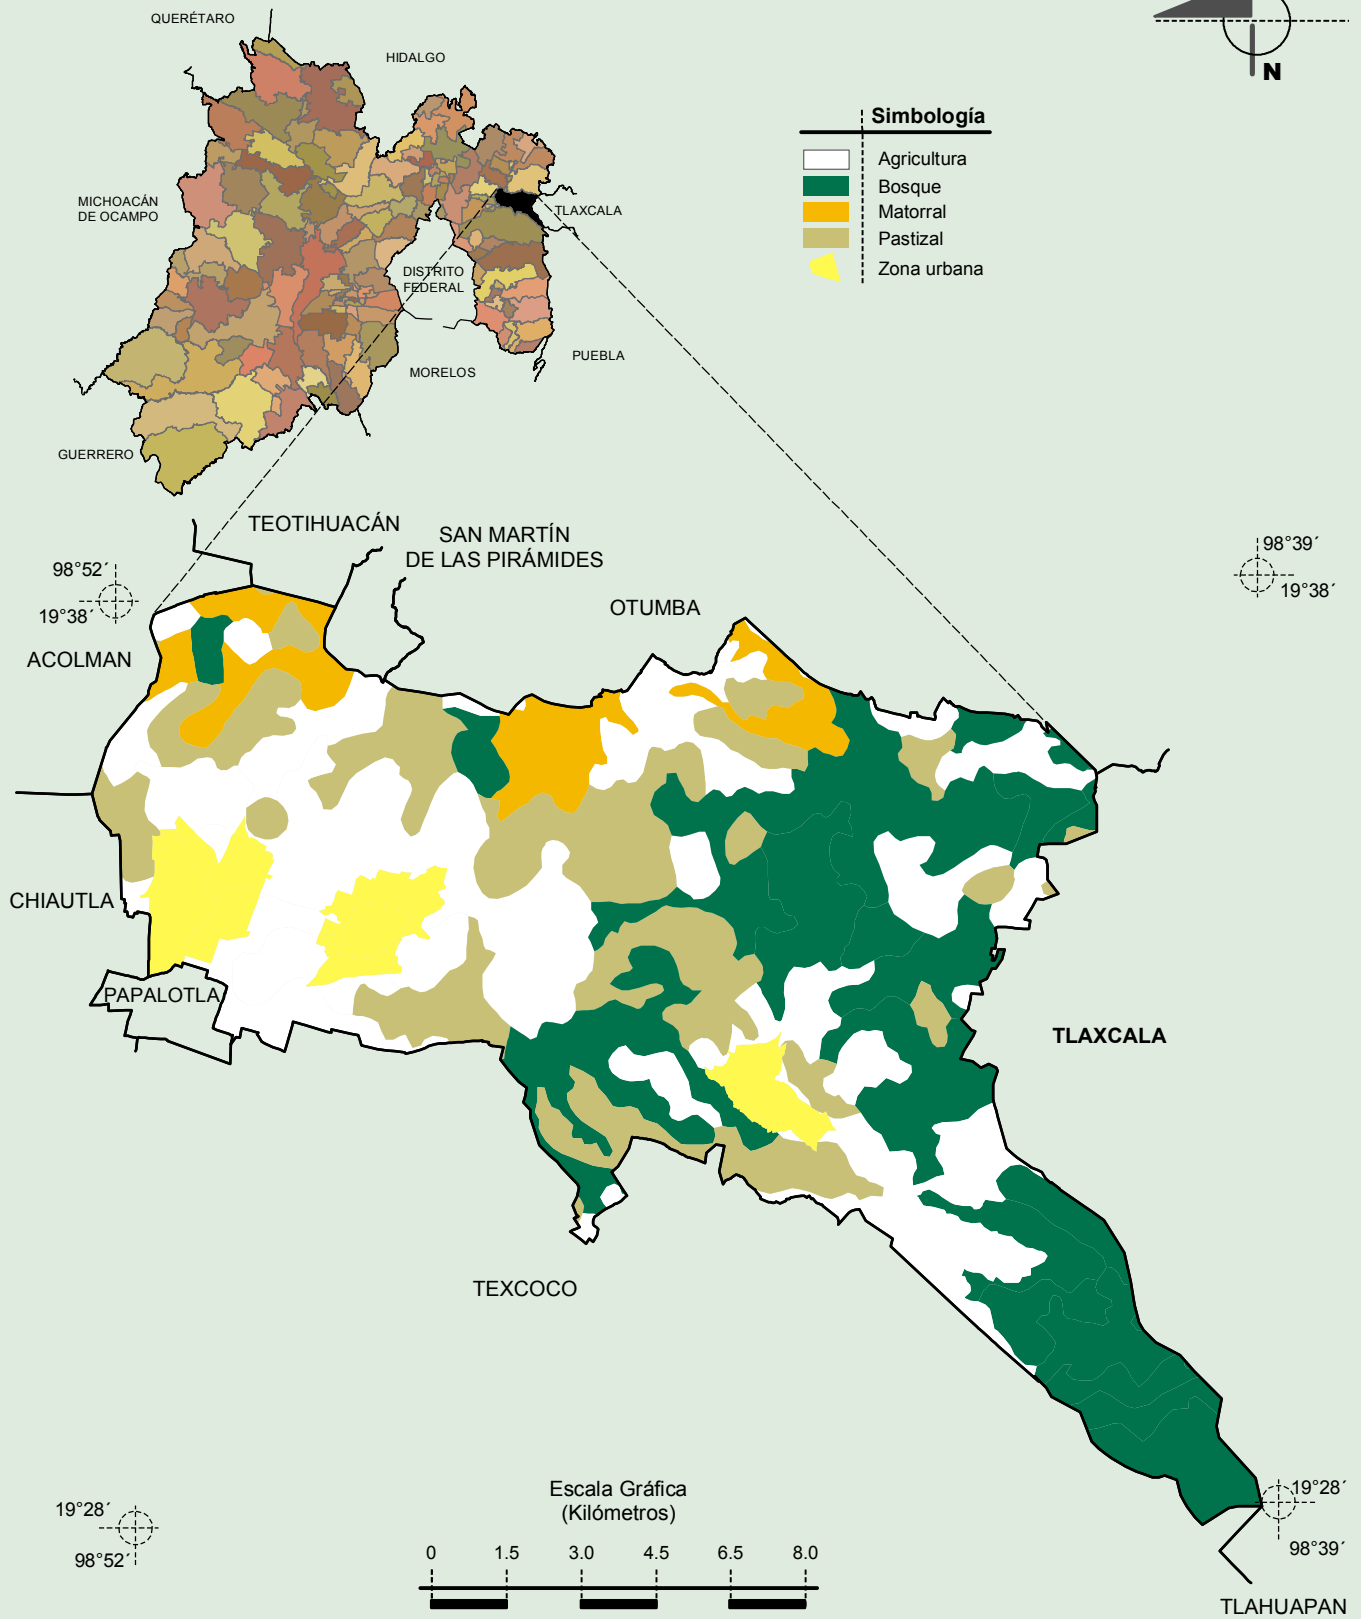 QUERÉTARO
HIDALGO
N
Simbología
Agricultura
Bosque
Matorral
Pastizal
Zona urbana
MICHOACÁN
DE OCAMPO
TLAXCALA
DISTRITO
FEDERAL
PUEBLA
MORELOS
GUERRERO
TEOTIHUACÁN
SAN MARTÍN
DE LAS PIRÁMIDES
98°52´
19°38´
98°39´
19°38´
OTUMBA
ACOLMAN
CHIAUTLA
PAPALOTLA
TLAXCALA
TEXCOCO
19°28´
98°52´
Escala Gráfica
(Kilómetros)
0 1.5 3.0 4.5 6.5 8.0
19°28´
98°39´
TLAHUAPAN